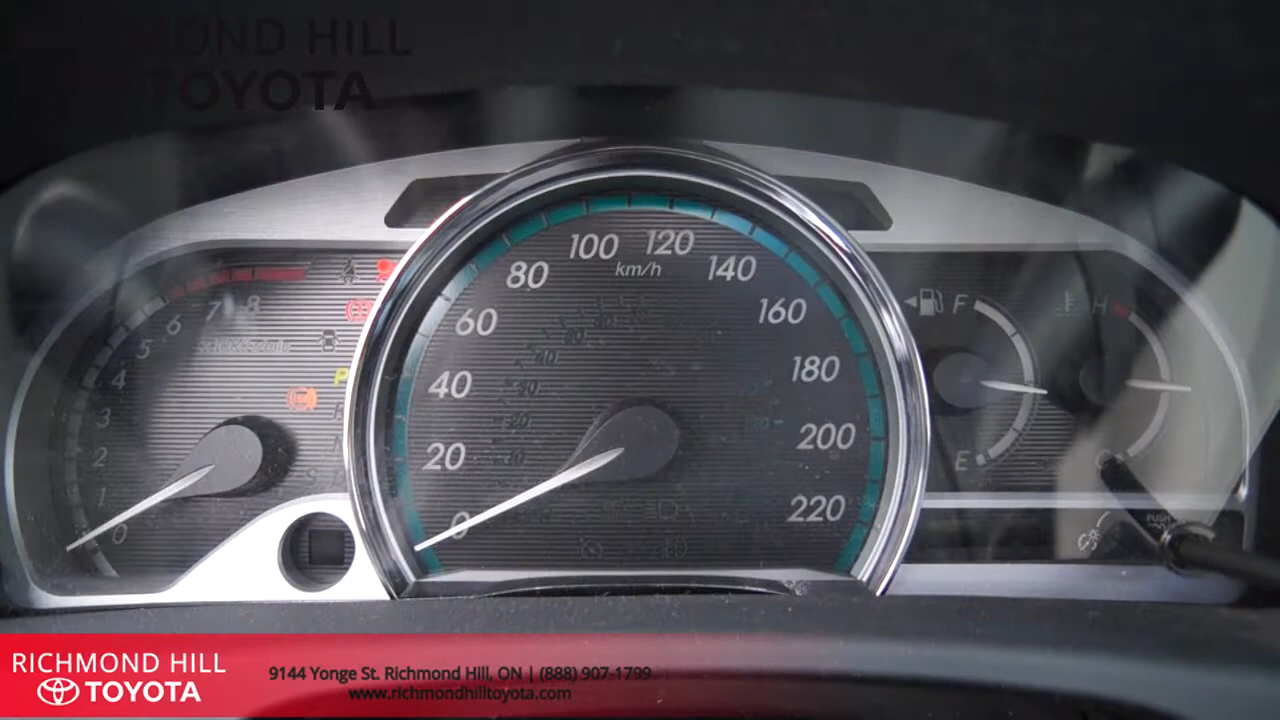 MOND HILL
TOYOTA
100 120
km/h
80 140
60 160
40 180
20 200
0 220
8
7
6
5
4
3
2
1
0
P
N
S
F
E
H
C
RICHMOND HILL
TOYOTA
9144 Yonge St. Richmond Hill, ON | (888) 907-1799
www.richmondhilltoyota.com